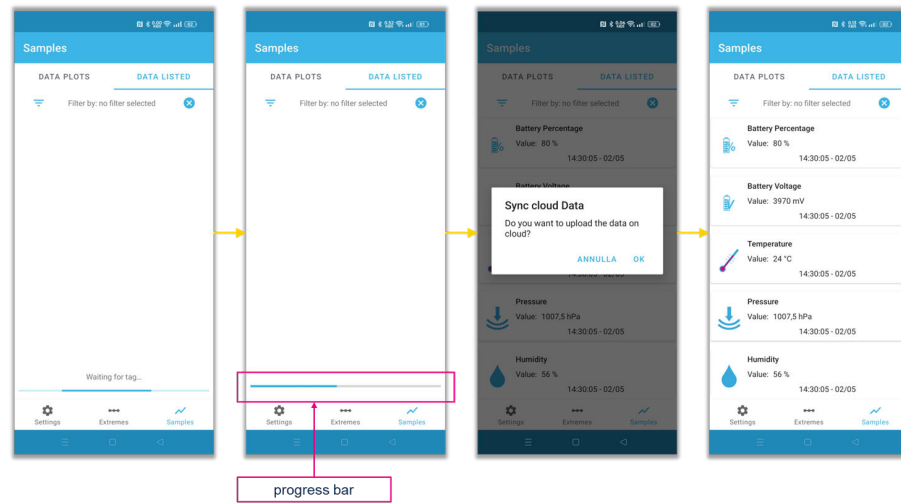 Samples
DATA PLOTS DATA LISTED
Filter by: no filter selected
Waiting for tag...
Settings Extremes Samples
Samples
DATA PLOTS DATA LISTED
Filter by: no filter selected
Settings Extremes Samples
progress bar
Samples
DATA PLOTS DATA LISTED
Filter by: no filter selected
Battery Percentage
Value: 80 %
14:30:05 - 02/05
Battery Voltage
Sync cloud Data
Do you want to upload the data on
cloud?
ANNULLA OK
14:30:05 - 02/05
Pressure
Value: 1007,5 hPa
14:30:05 - 02/05
Humidity
Value: 56 %
14:30:05 - 02/05
Settings Extremes Samples
Samples
DATA PLOTS DATA LISTED
Filter by: no filter selected
Battery Percentage
Value: 80 %
14:30:05 - 02/05
Battery Voltage
Value: 3970 mV
14:30:05 - 02/05
Temperature
Value: 24 °C
14:30:05 - 02/05
Pressure
Value: 1007,5 hPa
14:30:05 - 02/05
Humidity
Value: 56 %
14:30:05 - 02/05
Settings Extremes Samples